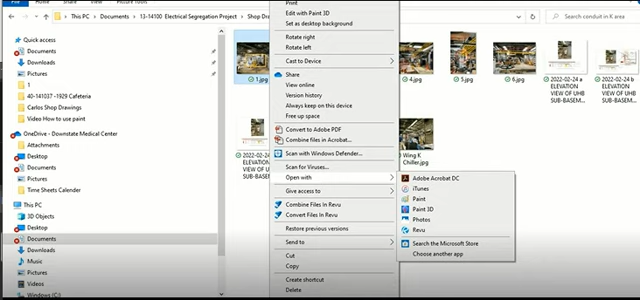 File
Home
Share
View
Picture Tools
This PC > Documents > 13-14100 Electrical Segregation Project > Shop Draw
Search conduit in K area
Quick access
Documents
Downloads
Pictures
1
40-141037 -1929 Cafeteria
Carlos Shop Drawings
Video How to use paint
OneDrive - Downstate Medical Center
Attachments
Desktop
Documents
Pictures
Time Sheets Calender
This PC
3D Objects
Desktop
Documents
Downloads
Music
Pictures
Videos
Windows (C:)
1.jpg
4.jpg
5.jpg
6.jpg
2022-02-24 a
ELEVATION
VIEW OF UHB
SUB-BASEM...
2022-02-24 b
ELEVATION
VIEW OF UHB
SUB-BASEM...
2022-02-24
ELEVATION
VIEW OF
SUB-BAS
Wing K
Chiller.jpg
Print
Edit with Paint 3D
Set as desktop background
Rotate right
Rotate left
Cast to Device
Share
View online
Version history
Always keep on this device
Free up space
Convert to Adobe PDF
Combine files in Acrobat...
Scan with Windows Defender...
Scan for Viruses...
Open with
Give access to
Combine Files In Revu
Convert Files In Revu
Restore previous versions
Send to
Cut
Copy
Create shortcut
Delete
Adobe Acrobat DC
iTunes
Paint
Paint 3D
Photos
Revu
Search the Microsoft Store
Choose another app